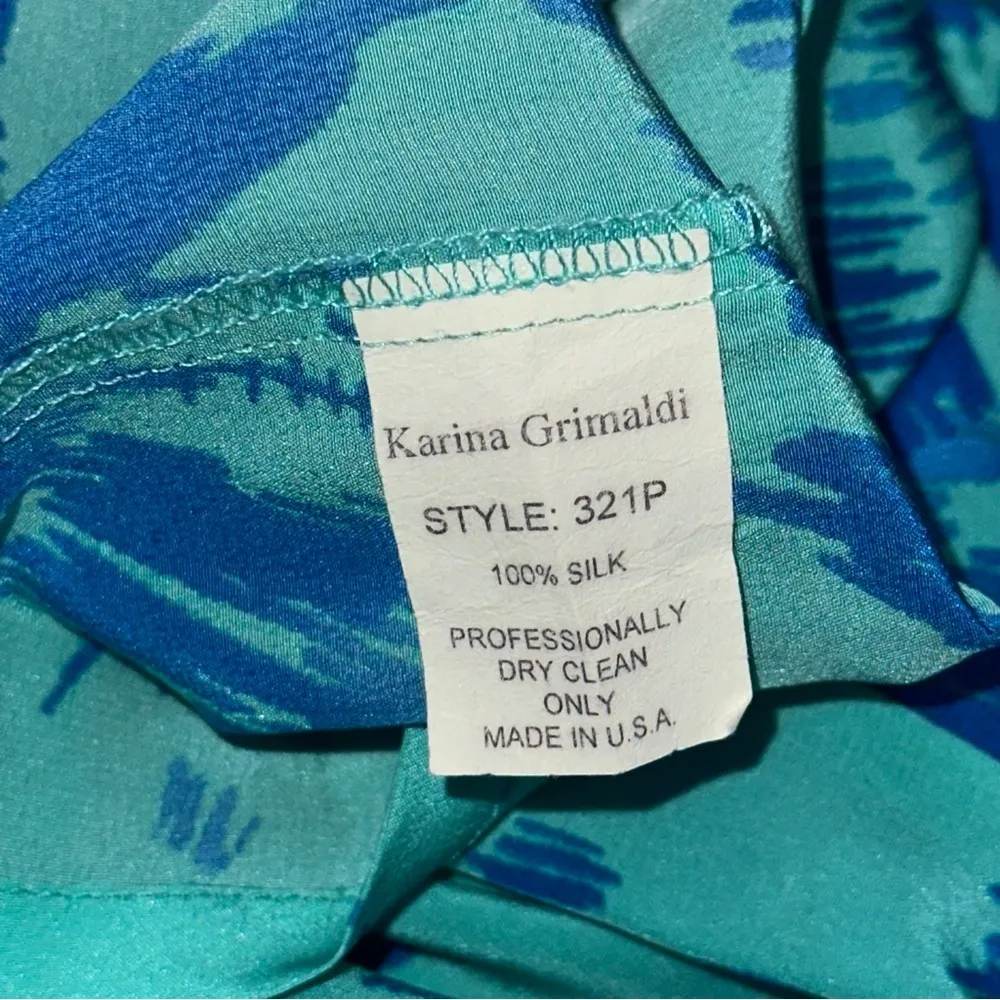 Karina Grimaldi
STYLE: 321P
100% SILK
PROFESSIONALLY
DRY CLEAN
ONLY
MADE IN U.S.A.